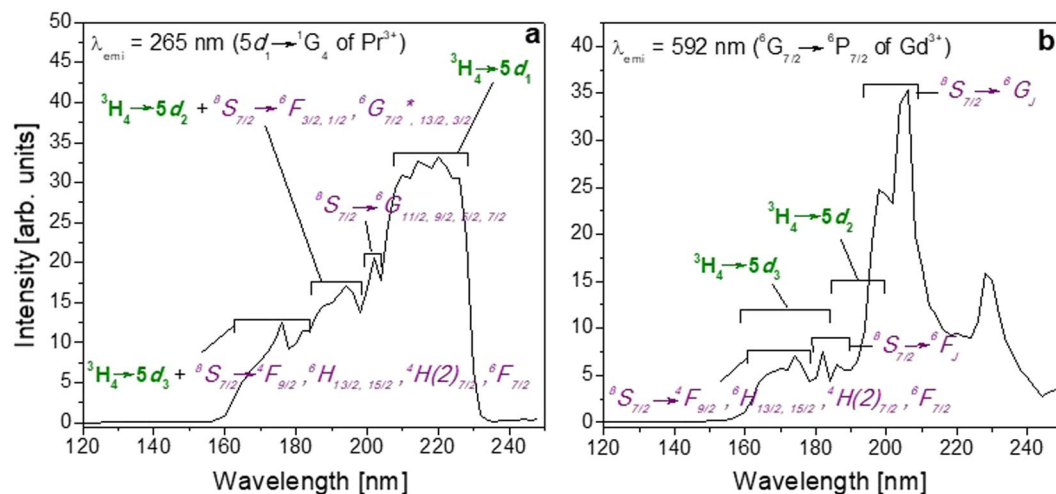 a
λemi = 265 nm (5d1→1G4 of Pr3+)
3H4→5d1
3H4→5d2 + 8S7/2→6F3/2, 1/2, 6G7/2*, 13/2, 3/2
8S7/2→6G11/2, 9/2, 5/2, 7/2
3H4→5d3 + 8S7/2→4F9/2, 6H13/2, 15/2, 4H(2)7/2, 6F7/2
Intensity [arb. units]
50
45
40
35
30
25
20
15
10
5
0
120 140 160 180 200 220 240
Wavelength [nm]
b
λemi = 592 nm (6G7/2→6P7/2 of Gd3+)
8S7/2→6GJ
3H4→5d2
3H4→5d3
8S7/2→6FJ
8S7/2→4F9/2, 6H13/2, 15/2, 4H(2)7/2, 6F7/2
40
35
30
25
20
15
10
5
0
120 140 160 180 200 220 240
Wavelength [nm]